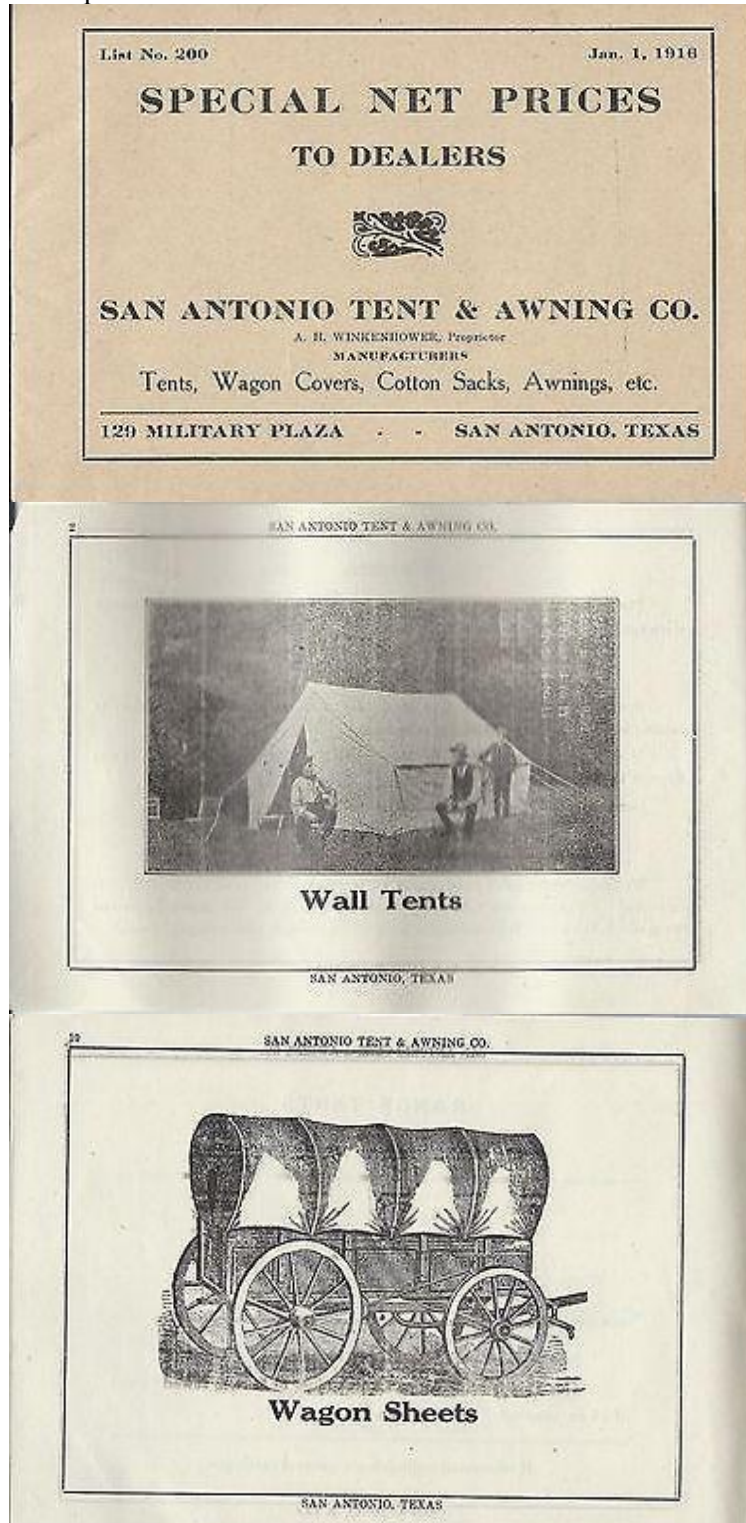 List No. 200 Jan. 1, 1916
SPECIAL NET PRICES
TO DEALERS
SAN ANTONIO TENT & AWNING CO.
A. H. WINKENHOWER, Proprietor
MANUFACTURERS
Tents, Wagon Covers, Cotton Sacks, Awnings, etc.
129 MILITARY PLAZA - - SAN ANTONIO, TEXAS
2 SAN ANTONIO TENT & AWNING CO.
Wall Tents
SAN ANTONIO, TEXAS
SAN ANTONIO TENT & AWNING CO.
Wagon Sheets
SAN ANTONIO, TEXAS